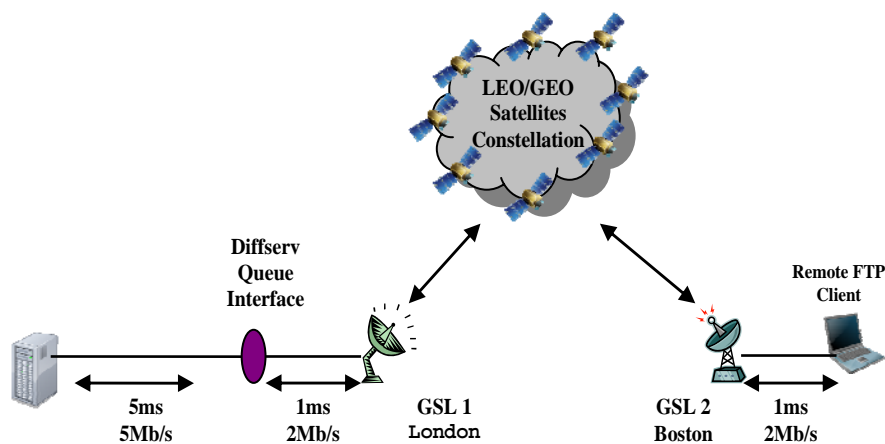 LEO/GEO
Satellites
Constellation
Diffserv
Queue
Interface
Remote FTP
Client
5ms
5Mb/s
1ms
2Mb/s
GSL 1
London
GSL 2
Boston
1ms
2Mb/s